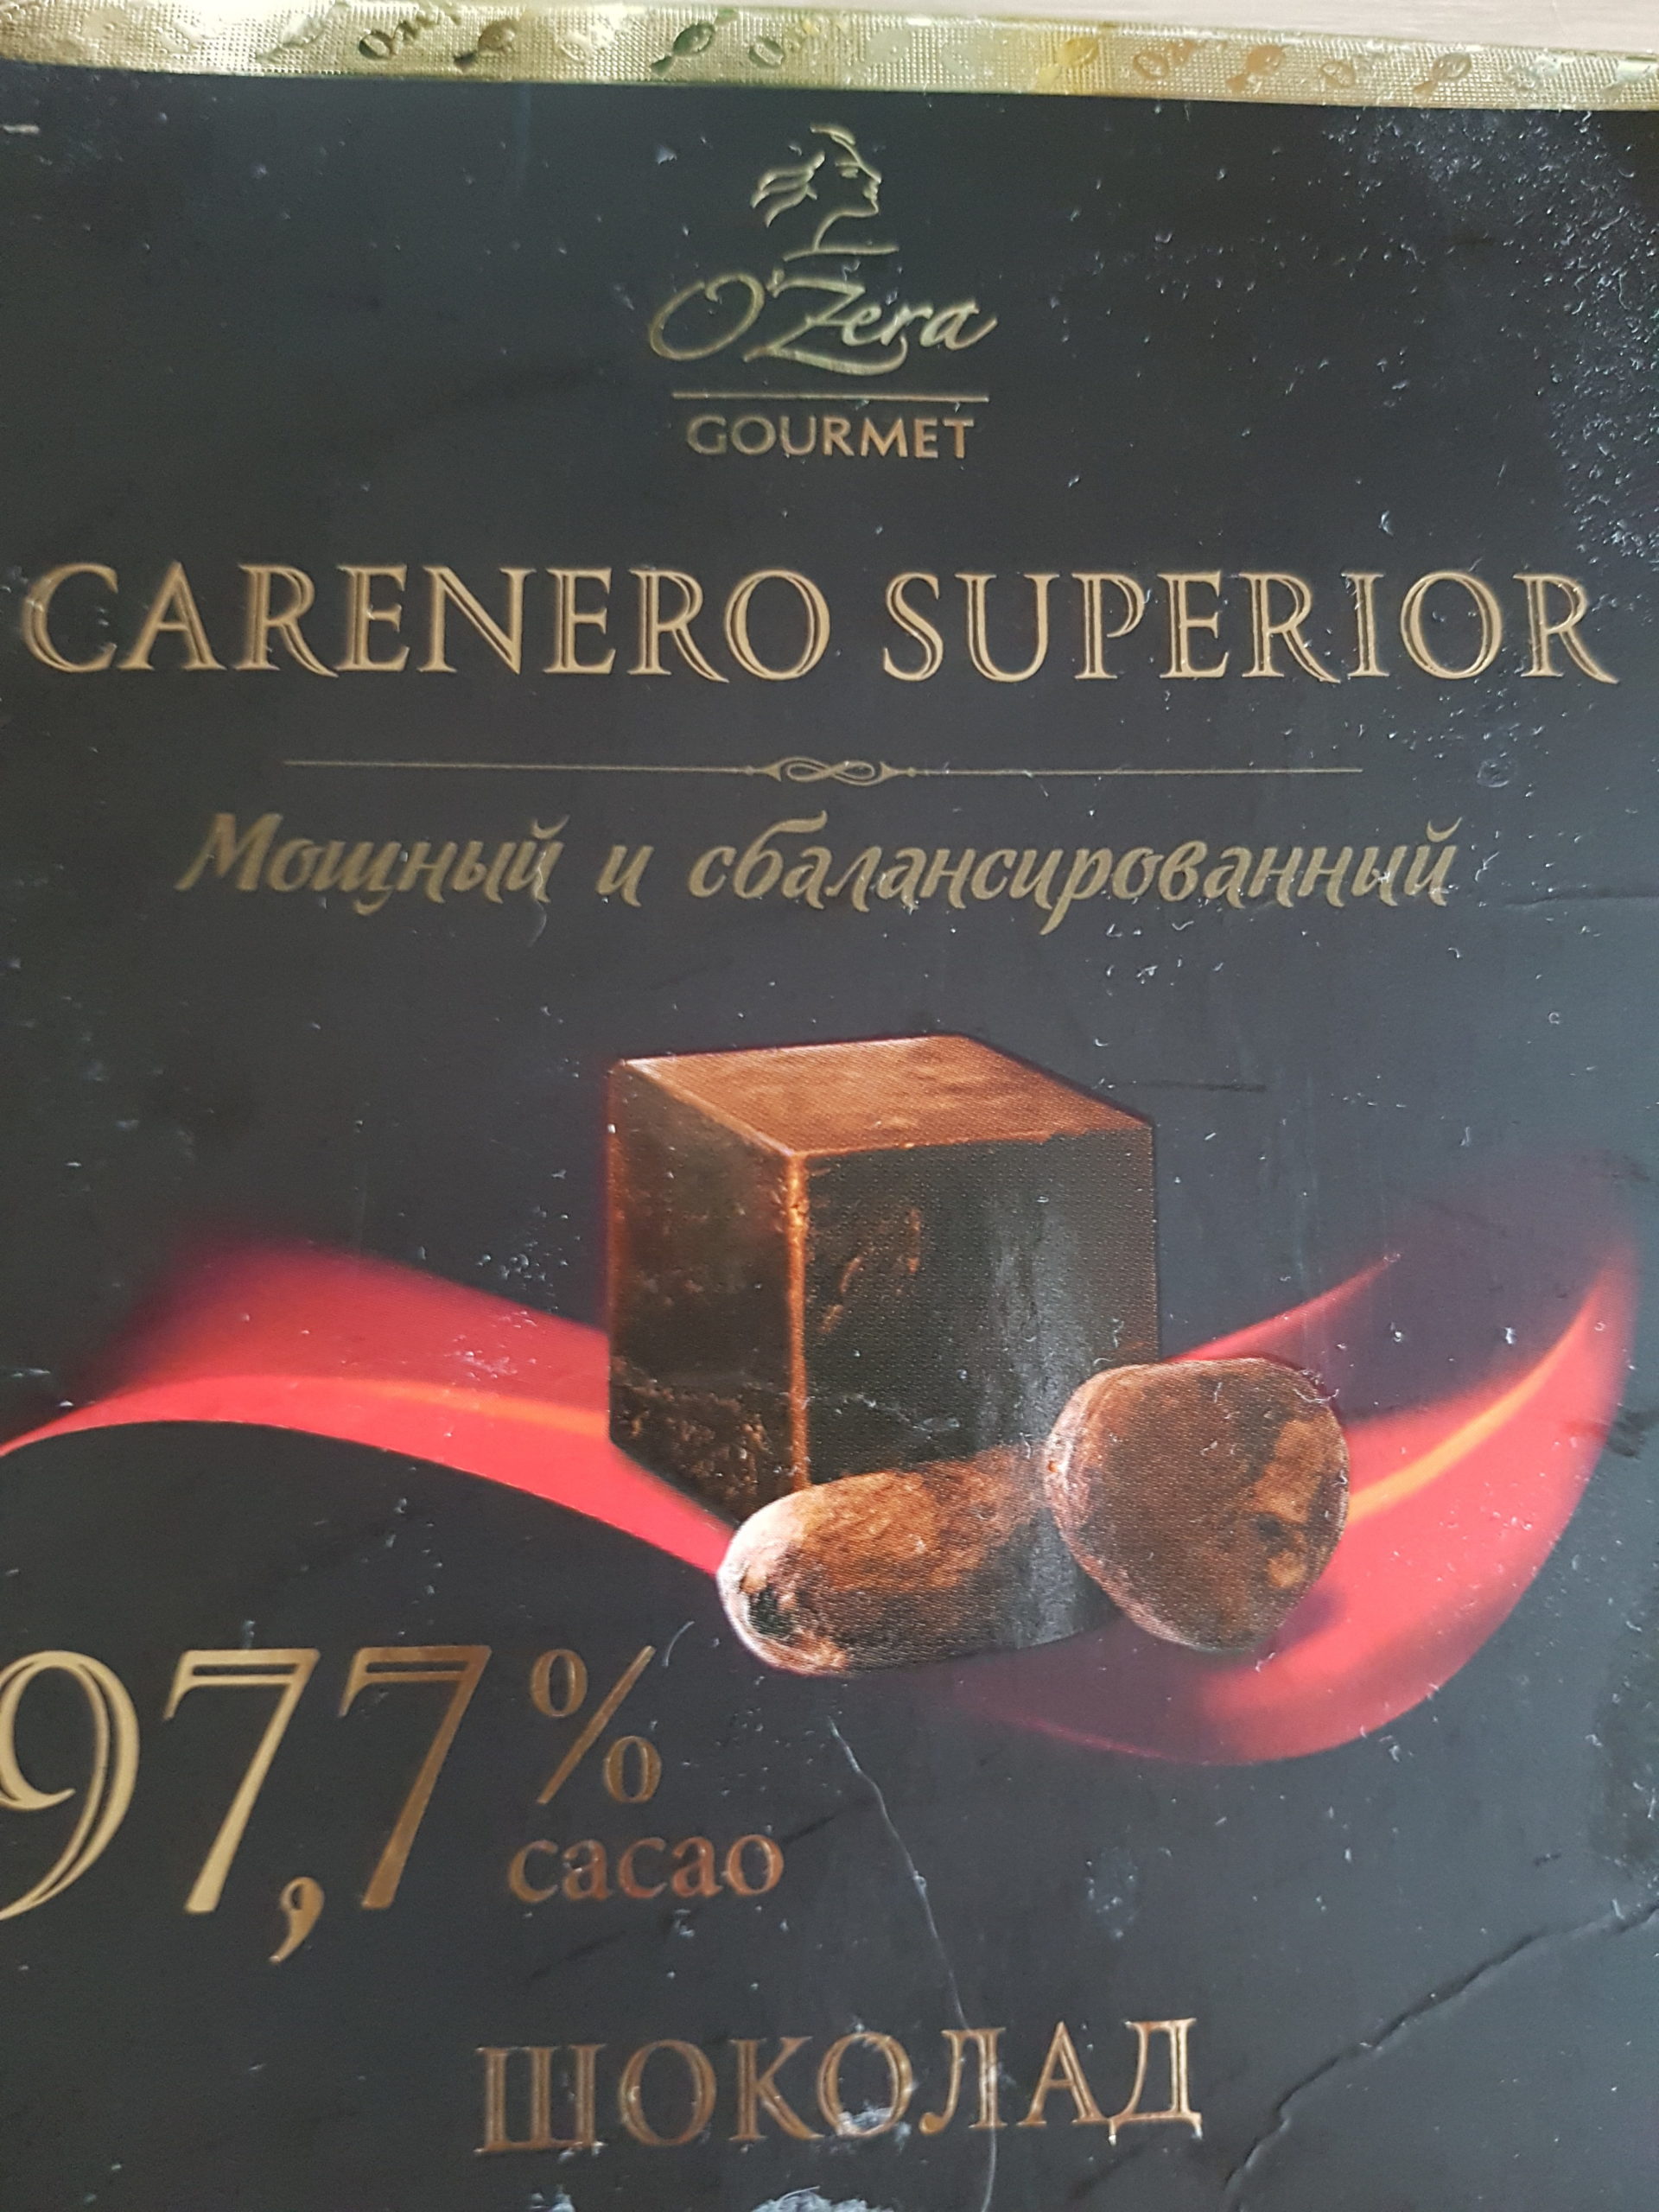 O'Zera
GOURMET
CARENERO SUPERIOR
Мощный и сбалансированный
97,7%
cacao
ШОКОЛАД